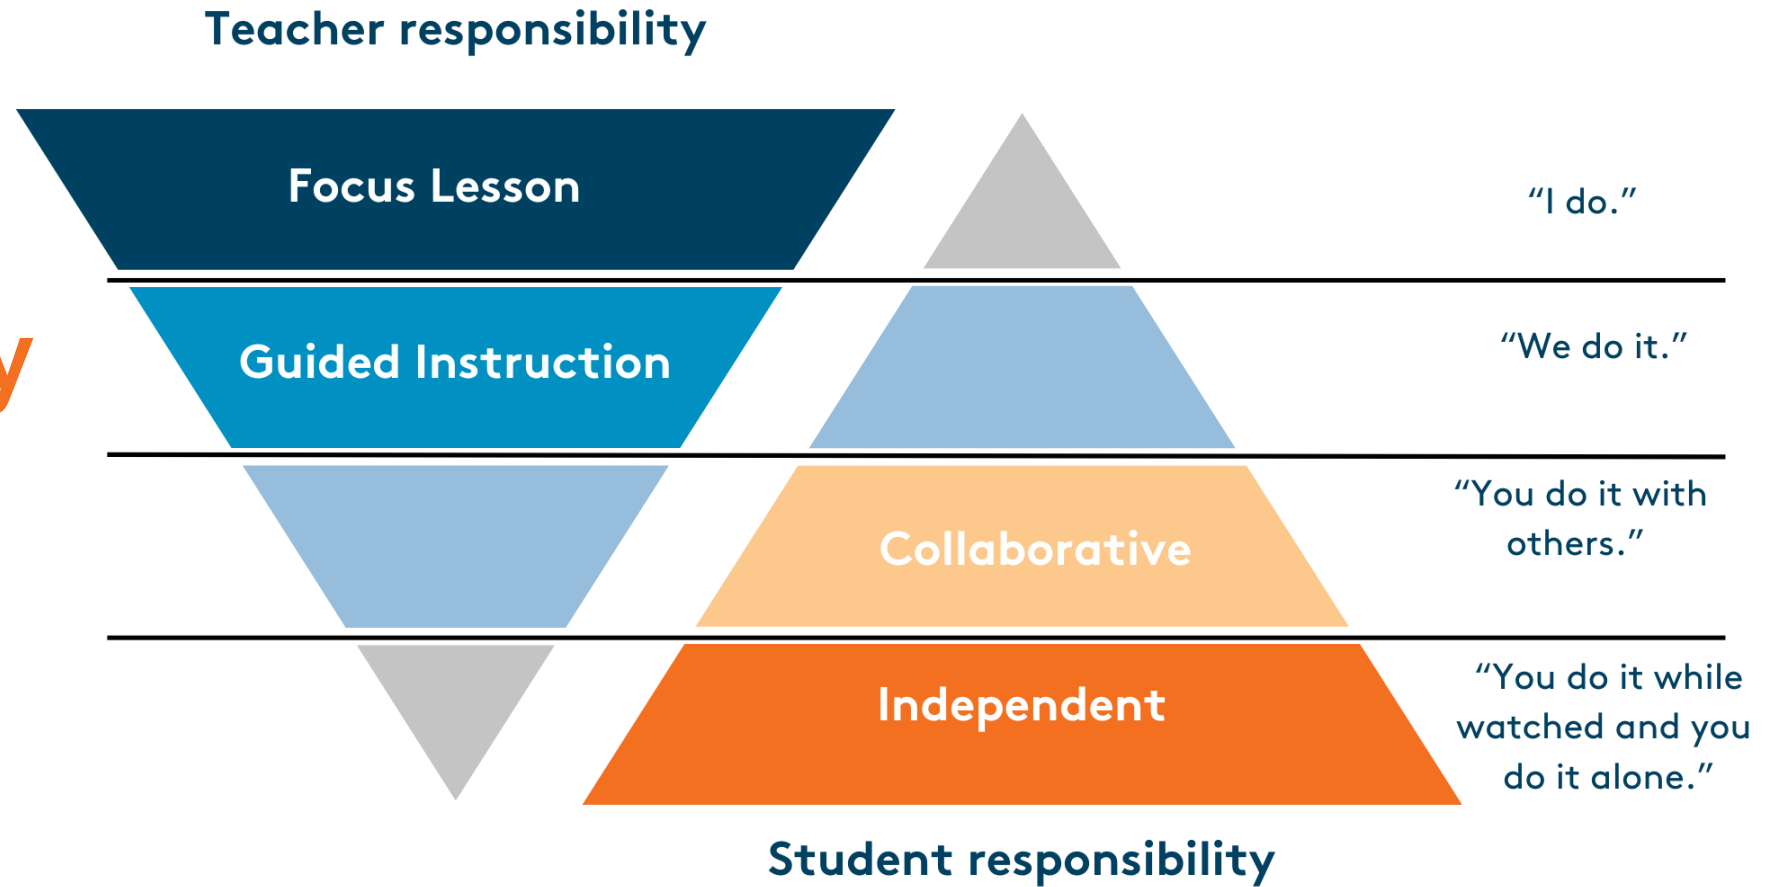 Teacher responsibility
Focus Lesson
“I do.”
y
Guided Instruction
“We do it.”
“You do it with
others.”
Collaborative
“You do it while
watched and you
do it alone.”
Independent
Student responsibility